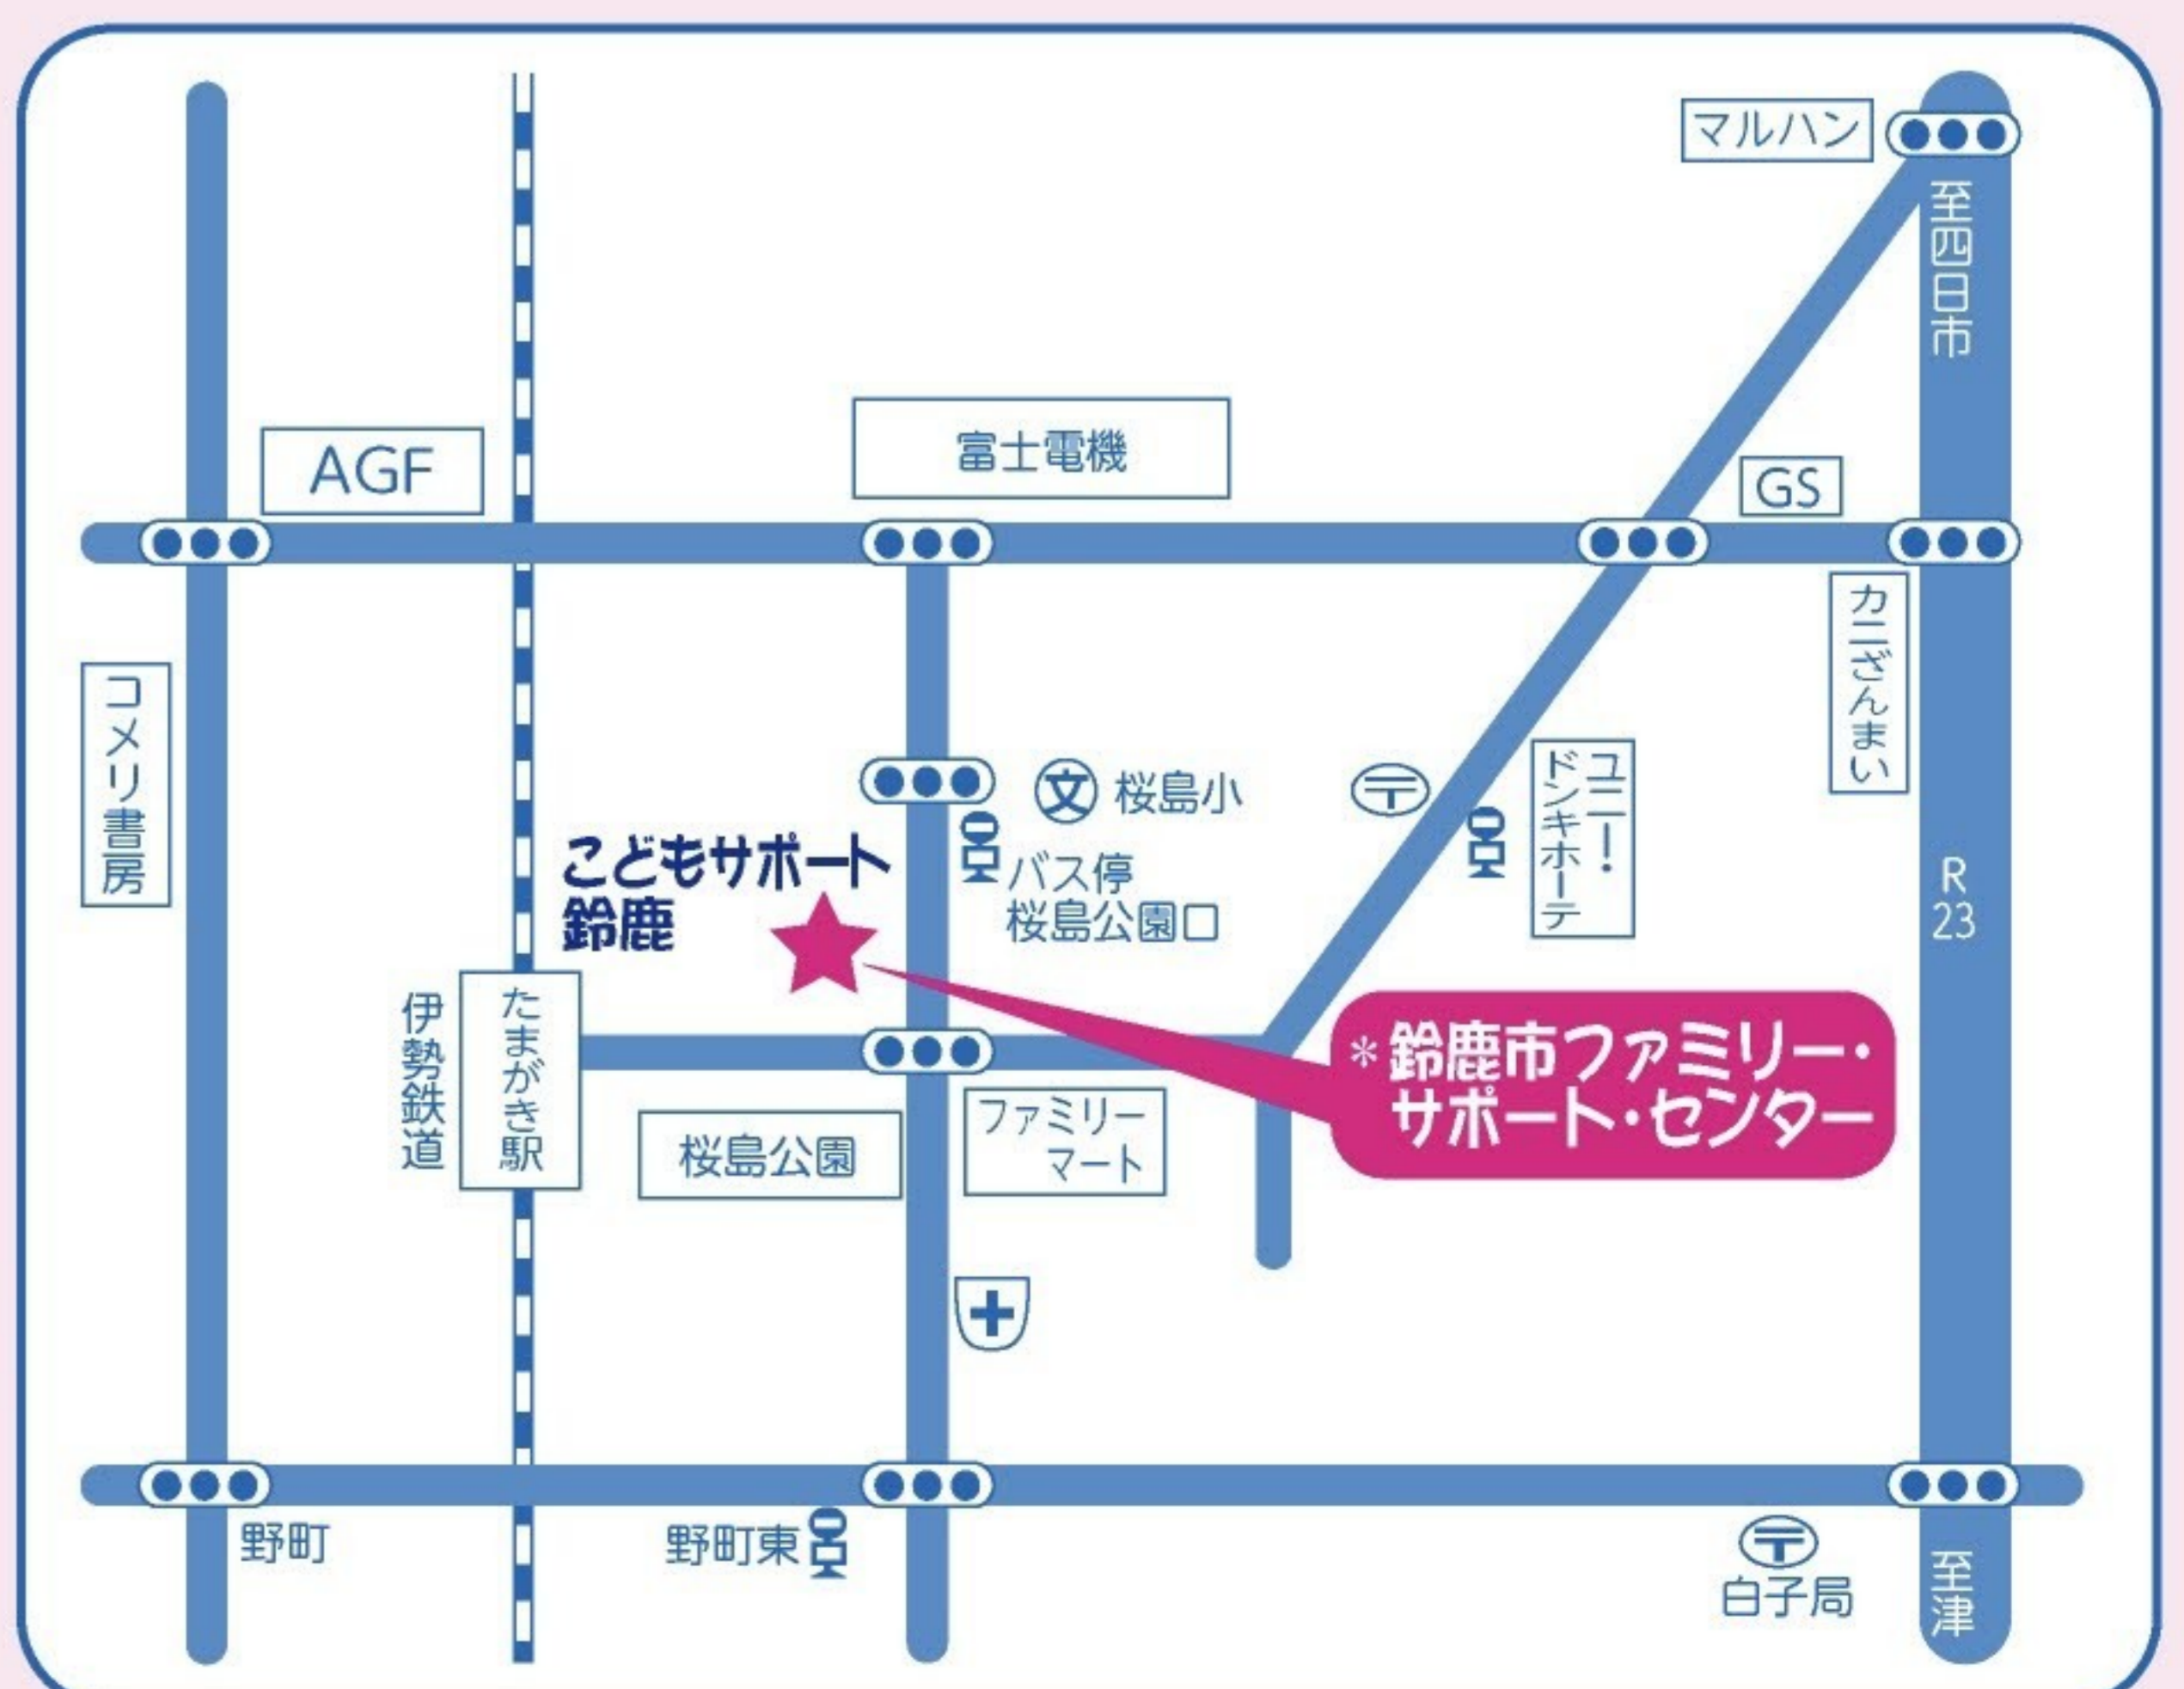 マルハン
至四日市
AGF
富士電機
GS
カニざんまい
コメリ書房
文
桜島小
〒
ユニー!
ドンキホーテ
こどもサポート
鈴鹿
バス停
桜島公園口
R
23
伊勢鉄道
たまがき駅
*鈴鹿市ファミリー・
サポート・センター
桜島公園
ファミリー
マート
野町
野町東
〒
白子局
至津